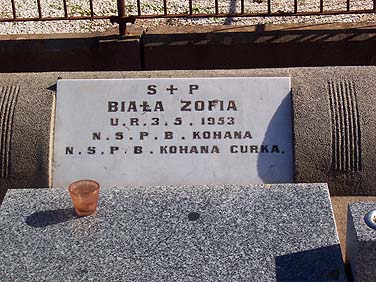 S + P
BIAŁA ZOFIA
U.R.3.5.1953
N.S.P.B. KOHANA
N.S.P.B. KOHANA CURKA.